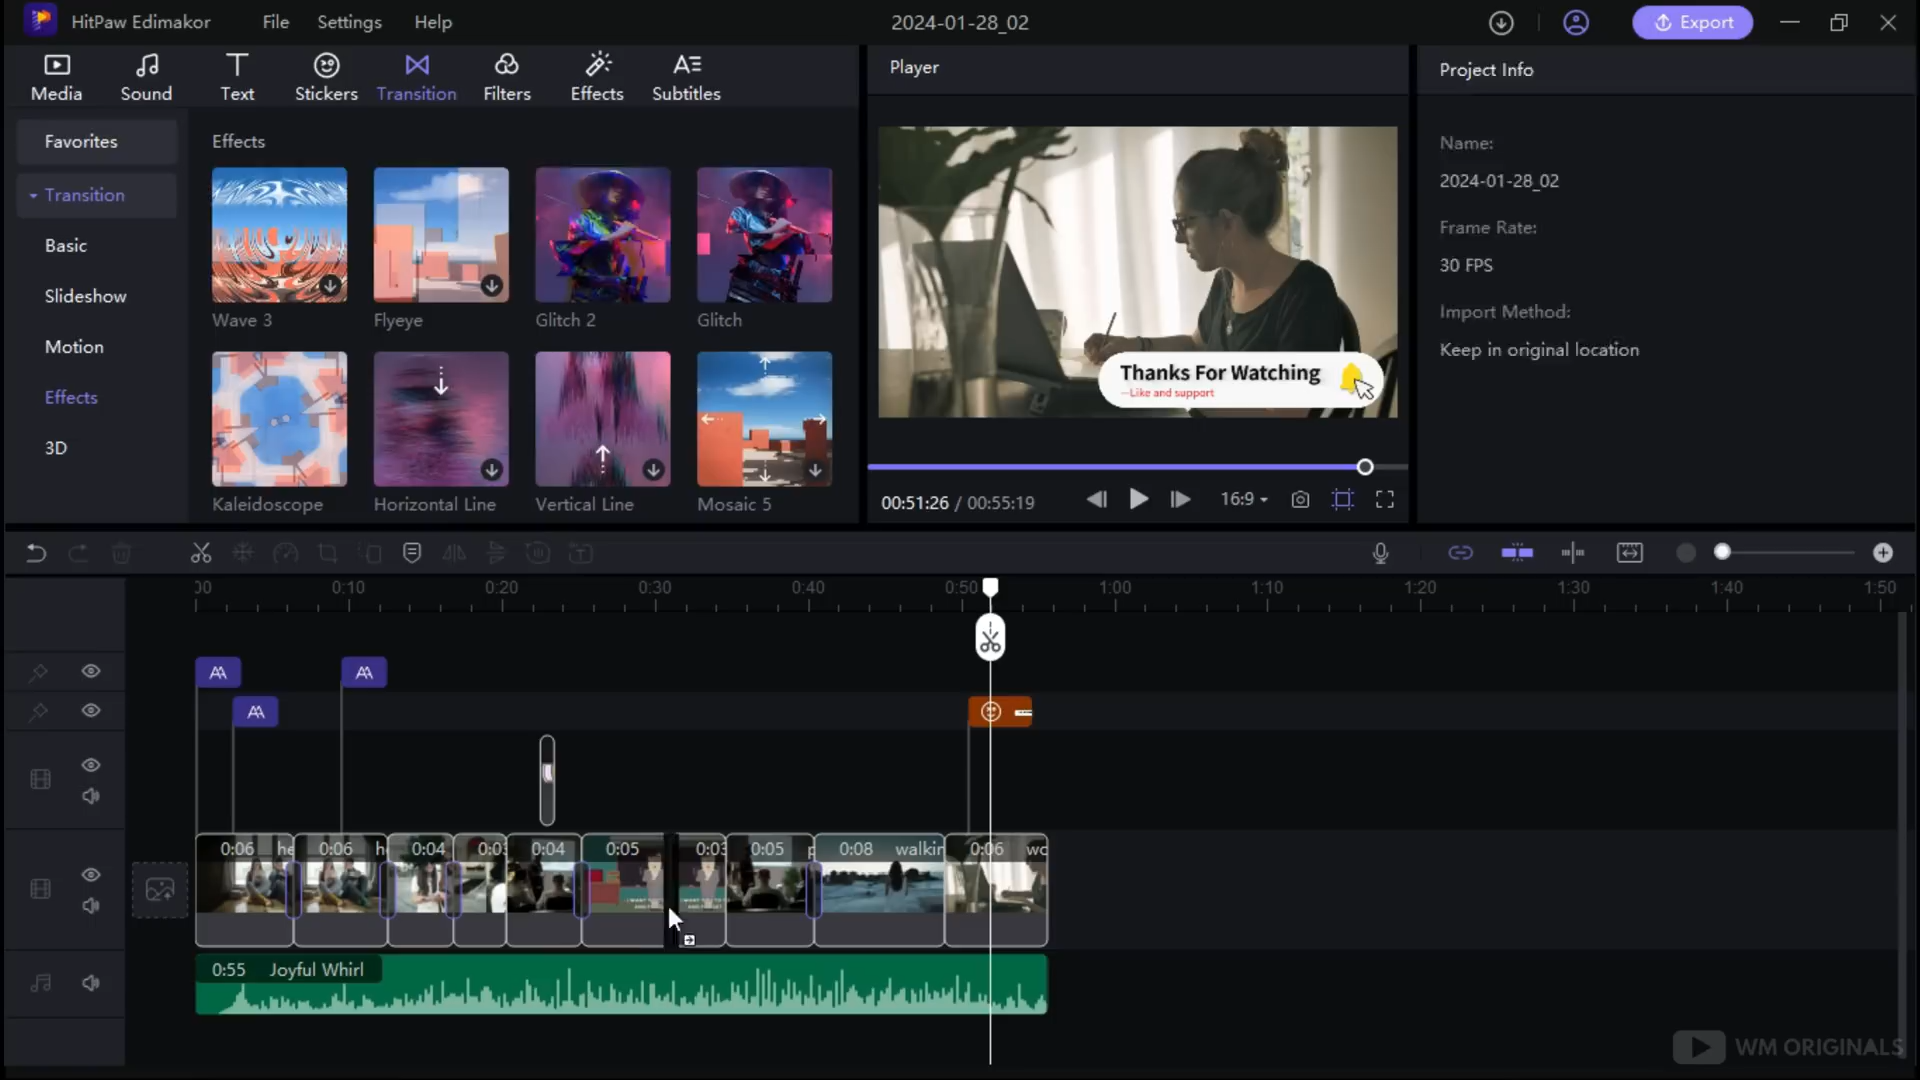 HitPaw Edimakor
File
Settings
Help
2024-01-28_02
Export
Media
Sound
Text
Stickers
Transition
Filters
Effects
Subtitles
Favorites
Transition
Basic
Slideshow
Motion
Effects
3D
Effects
Wave 3
Flyeye
Glitch 2
Glitch
Kaleidoscope
Horizontal Line
Vertical Line
Mosaic 5
Player
Thanks For Watching
—Like and support
00:51:26 / 00:55:19
16:9
Project Info
Name:
2024-01-28_02
Frame Rate:
30 FPS
Import Method:
Keep in original location
0:10
0:20
0:30
0:40
0:50
1:00
1:10
1:20
1:30
1:40
1:50
0:06 he
0:06 h
0:04
0:03
0:04
0:05
0:03
0:05
0:08 walkin
0:06 wo
0:55 Joyful Whirl
WM ORIGINALS